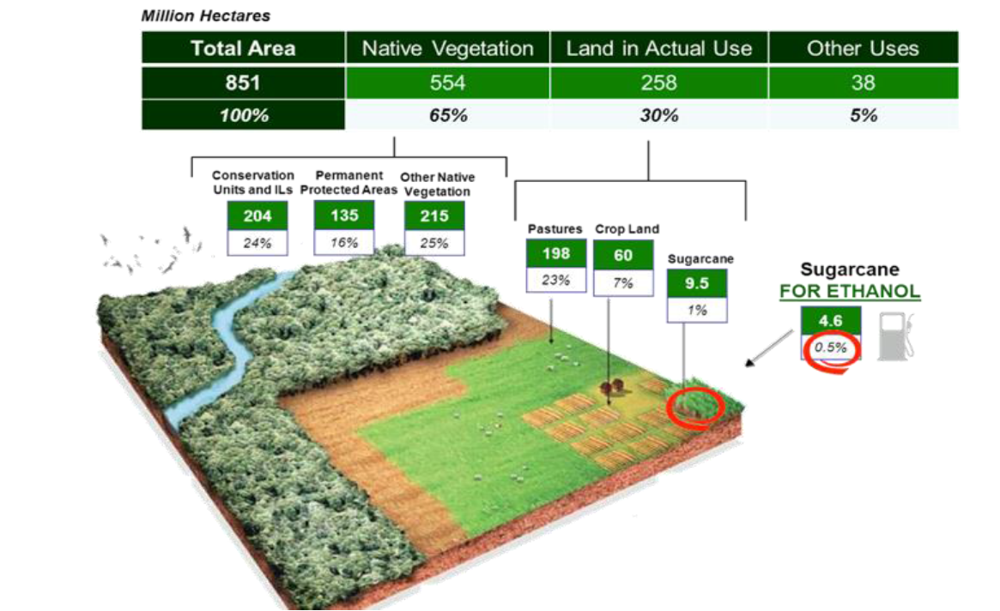 Million Hectares
Total Area Native Vegetation Land in Actual Use Other Uses
851 554 258 38
100% 65% 30% 5%
Conservation Units and ILs
204
24%
Permanent Protected Areas
135
16%
Other Native Vegetation
215
25%
Pastures
198
23%
Crop Land
60
7%
Sugarcane
9.5
1%
Sugarcane
FOR ETHANOL
4.6
0.5%